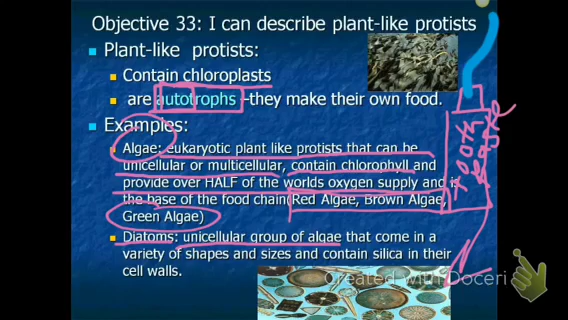 Objective 33: I can describe plant-like protists
Plant-like protists:
Contain chloroplasts
are autotrophs –they make their own food.
Examples:
Algae: eukaryotic plant like protists that can be
unicellular or multicellular, contain chlorophyll and
provide over HALF of the worlds oxygen supply and is
the base of the food chain(Red Algae, Brown Algae,
Green Algae)
Diatoms: unicellular group of algae that come in a
variety of shapes and sizes and contain silica in their
cell walls.
Tooth
paste
Created with Doceri